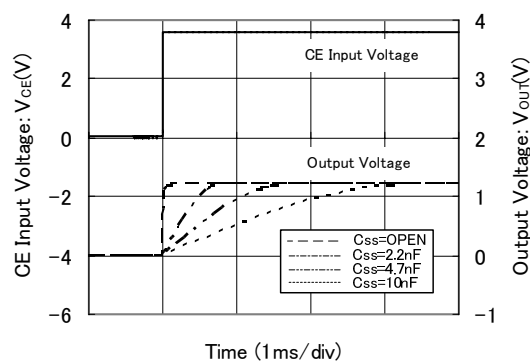 CE Input Voltage: VCE(V)
4
2
0
-2
-4
-6
CE Input Voltage
Output Voltage
Css=OPEN
Css=2.2nF
Css=4.7nF
Css=10nF
4
3
2
1
0
-1
Output Voltage: VOUT(V)
Time (1ms/div)